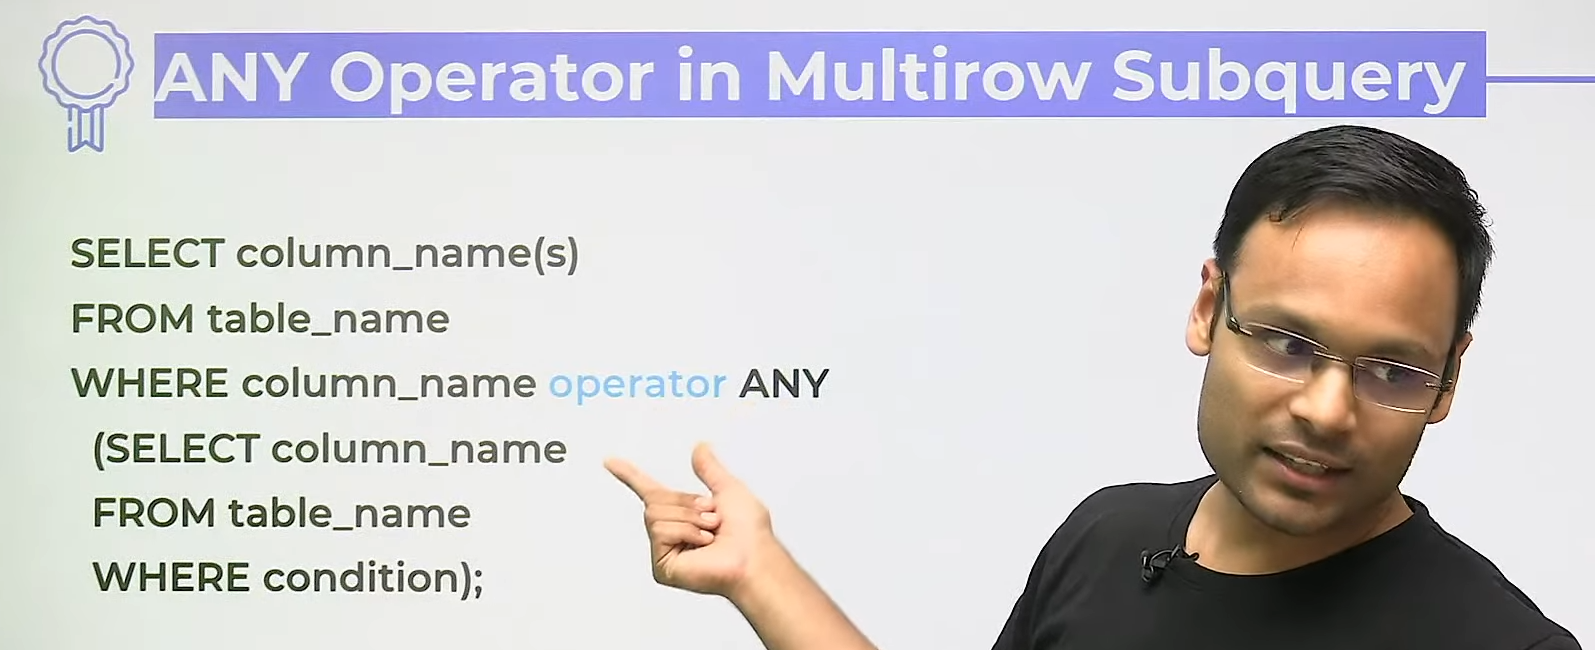 ANY Operator in Multirow Subquery
SELECT column_name(s)
FROM table_name
WHERE column_name operator ANY
(SELECT column_name
FROM table_name
WHERE condition);